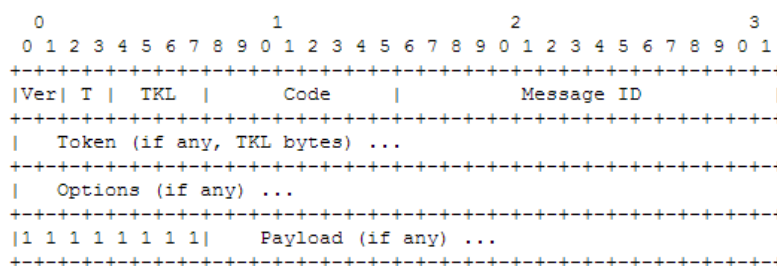 0                   1                   2                   3
0 1 2 3 4 5 6 7 8 9 0 1 2 3 4 5 6 7 8 9 0 1 2 3 4 5 6 7 8 9 0 1
+-+-+-+-+-+-+-+-+-+-+-+-+-+-+-+-+-+-+-+-+-+-+-+-+-+-+-+-+-+-+-+-
|Ver| T |  TKL  |      Code     |          Message ID           |
+-+-+-+-+-+-+-+-+-+-+-+-+-+-+-+-+-+-+-+-+-+-+-+-+-+-+-+-+-+-+-+-
|   Token (if any, TKL bytes) ...
+-+-+-+-+-+-+-+-+-+-+-+-+-+-+-+-+-+-+-+-+-+-+-+-+-+-+-+-+-+-+-+-
|   Options (if any) ...
+-+-+-+-+-+-+-+-+-+-+-+-+-+-+-+-+-+-+-+-+-+-+-+-+-+-+-+-+-+-+-+-
|1 1 1 1 1 1 1 1|    Payload (if any) ...
+-+-+-+-+-+-+-+-+-+-+-+-+-+-+-+-+-+-+-+-+-+-+-+-+-+-+-+-+-+-+-+-